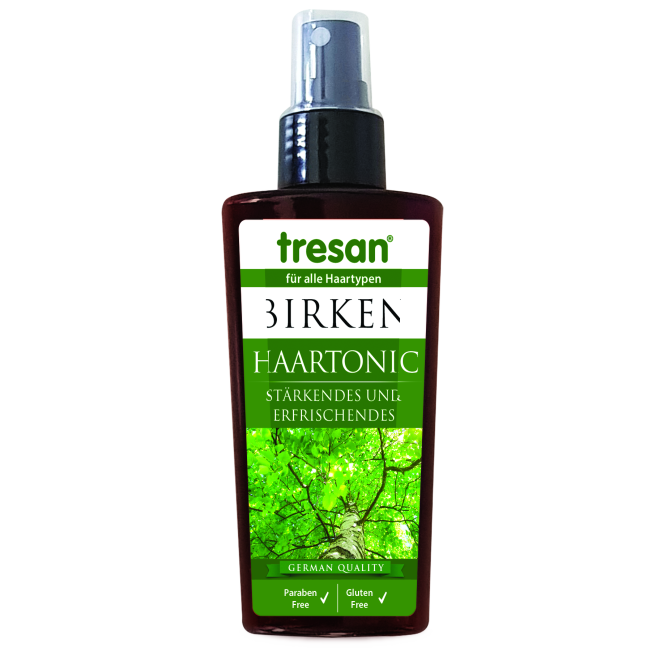 tresan®
für alle Haartypen
BIRKEN
HAARTONIC
STÄRKENDES UND
ERFRISCHENDES
GERMAN QUALITY
Paraben
Free ✓
Gluten
Free ✓